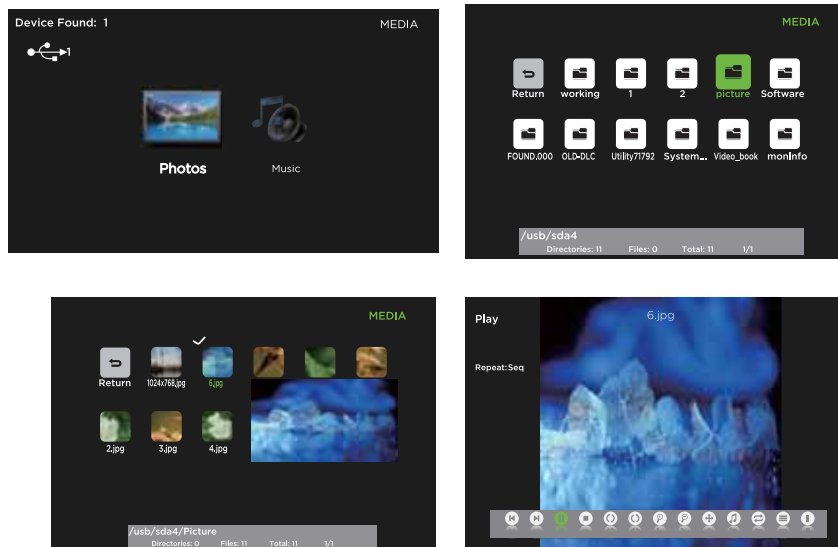 Device Found: 1
MEDIA
1
Photos
Music
MEDIA
Return working 1 2 picture Software
FOUND.000 OLD-DLC Utility71792 System... Video_book monInfo
/usb/sda4
Directories: 11 Files: 0 Total: 11 1/1
MEDIA
Return 1024x768.jpg 6.jpg
2.jpg 3.jpg 4.jpg
/usb/sda4/Picture
Directories: 0 Files: 11 Total: 11 1/1
Play
6.jpg
Repeat:Seq